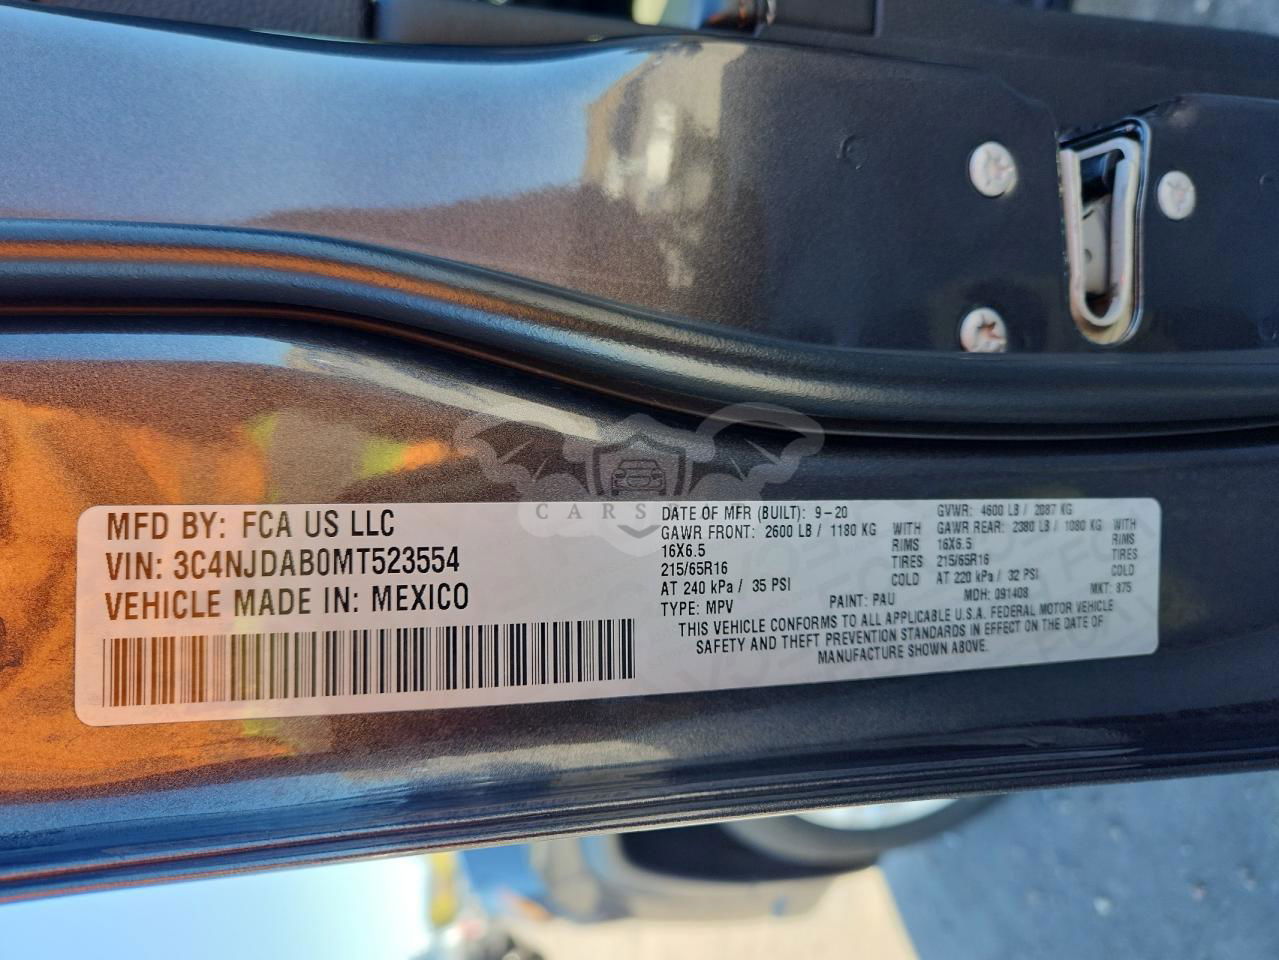 MFD BY: FCA US LLC
VIN: 3C4NJDAB0MT523554
VEHICLE MADE IN: MEXICO
CARS
DATE OF MFR (BUILT): 9-20
GVWR: 4600 LB / 2087 KG
GAWR FRONT: 2600 LB / 1180 KG WITH
GAWR REAR: 2380 LB / 1080 KG WITH
16X6.5 RIMS
16X6.5 RIMS
215/65R16 TIRES
215/65R16 TIRES
AT 240 kPa / 35 PSI COLD
AT 220 kPa / 32 PSI COLD
TYPE: MPV PAINT: PAU MDH: 091408 MKT: 875
THIS VEHICLE CONFORMS TO ALL APPLICABLE U.S.A. FEDERAL MOTOR VEHICLE
SAFETY AND THEFT PREVENTION STANDARDS IN EFFECT ON THE DATE OF
MANUFACTURE SHOWN ABOVE.